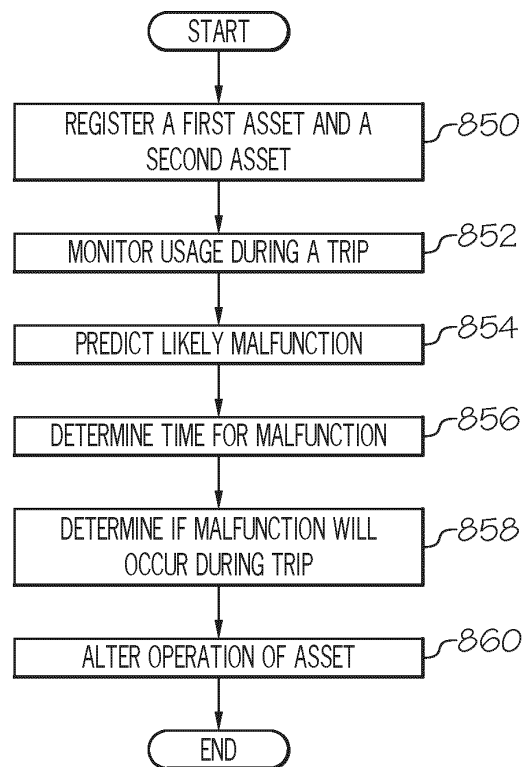 START
REGISTER A FIRST ASSET AND A
SECOND ASSET
850
MONITOR USAGE DURING A TRIP
852
PREDICT LIKELY MALFUNCTION
854
DETERMINE TIME FOR MALFUNCTION
856
DETERMINE IF MALFUNCTION WILL
OCCUR DURING TRIP
858
ALTER OPERATION OF ASSET
860
END